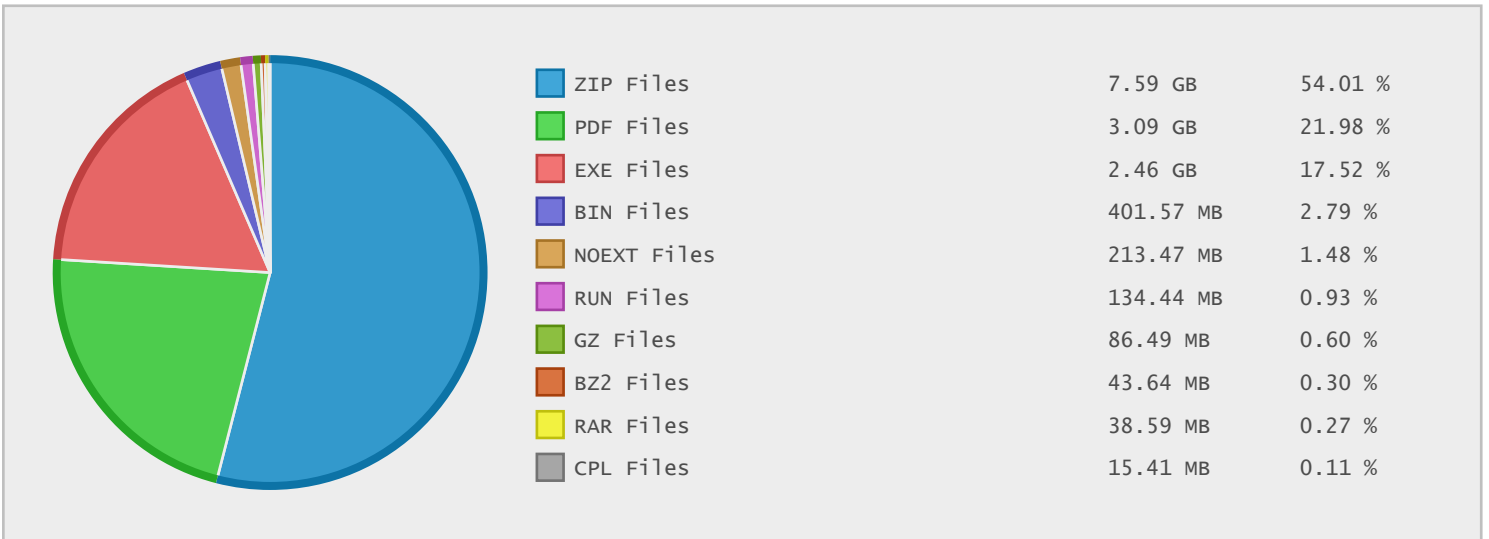 ZIP Files 7.59 GB 54.01 %
PDF Files 3.09 GB 21.98 %
EXE Files 2.46 GB 17.52 %
BIN Files 401.57 MB 2.79 %
NOEXT Files 213.47 MB 1.48 %
RUN Files 134.44 MB 0.93 %
GZ Files 86.49 MB 0.60 %
BZ2 Files 43.64 MB 0.30 %
RAR Files 38.59 MB 0.27 %
CPL Files 15.41 MB 0.11 %